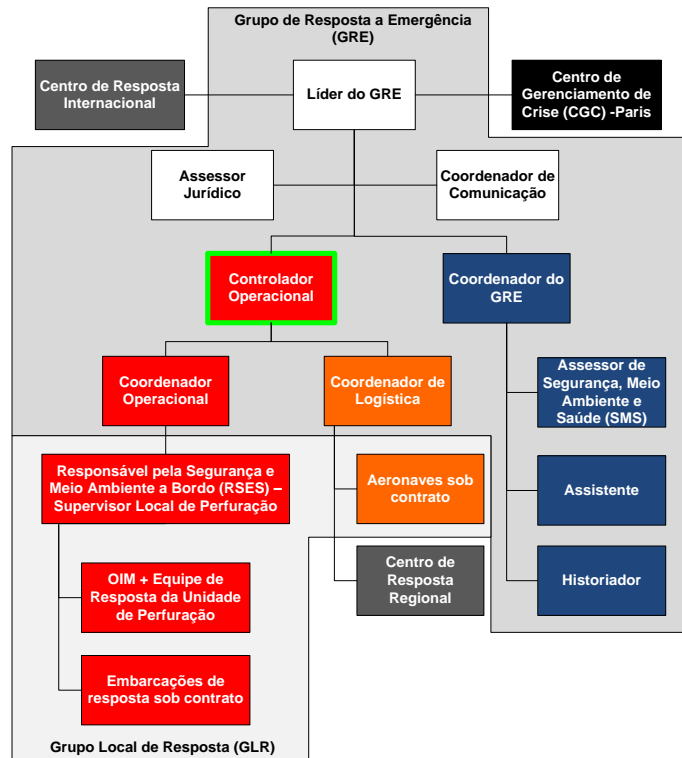 Grupo de Resposta a Emergência
(GRE)
Centro de Resposta
Internacional
Líder do GRE
Centro de
Gerenciamento de
Crise (CGC) -Paris
Assessor
Jurídico
Coordenador de
Comunicação
Controlador
Operacional
Coordenador do
GRE
Coordenador
Operacional
Coordenador de
Logística
Assessor de
Segurança, Meio
Ambiente e
Saúde (SMS)
Responsável pela Segurança e
Meio Ambiente a Bordo (RSES) –
Supervisor Local de Perfuração
Aeronaves sob
contrato
Assistente
OIM + Equipe de
Resposta da Unidade
de Perfuração
Centro de
Resposta
Regional
Historiador
Embarcações de
resposta sob contrato
Grupo Local de Resposta (GLR)